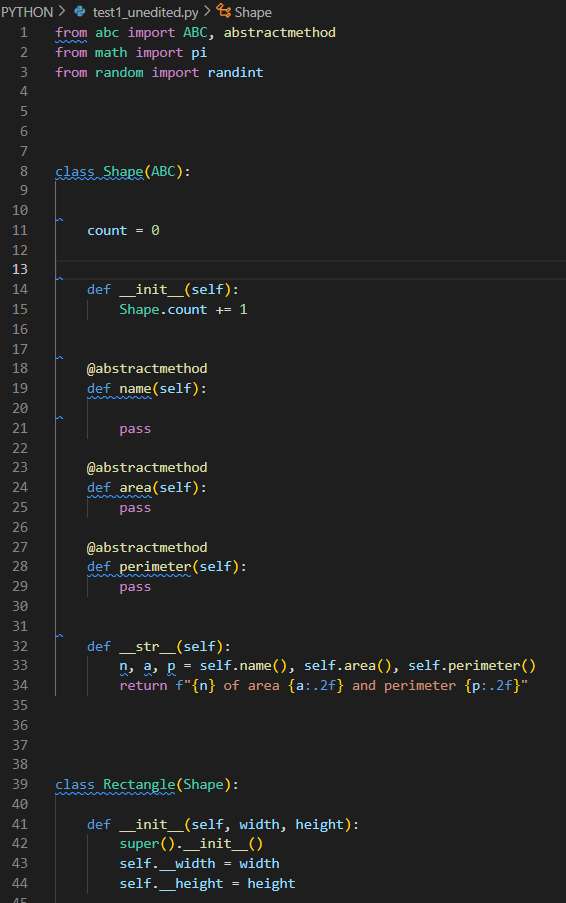 PYTHON > test1_unedited.py > Shape
1 from abc import ABC, abstractmethod
2 from math import pi
3 from random import randint
4
5
6
7
8 class Shape(ABC):
9
10
11     count = 0
12
13
14     def __init__(self):
15         Shape.count += 1
16
17
18     @abstractmethod
19     def name(self):
20
21         pass
22
23     @abstractmethod
24     def area(self):
25         pass
26
27     @abstractmethod
28     def perimeter(self):
29         pass
30
31
32     def __str__(self):
33         n, a, p = self.name(), self.area(), self.perimeter()
34         return f"{n} of area {a:.2f} and perimeter {p:.2f}"
35
36
37
38
39 class Rectangle(Shape):
40
41     def __init__(self, width, height):
42         super().__init__()
43         self.__width = width
44         self.__height = height